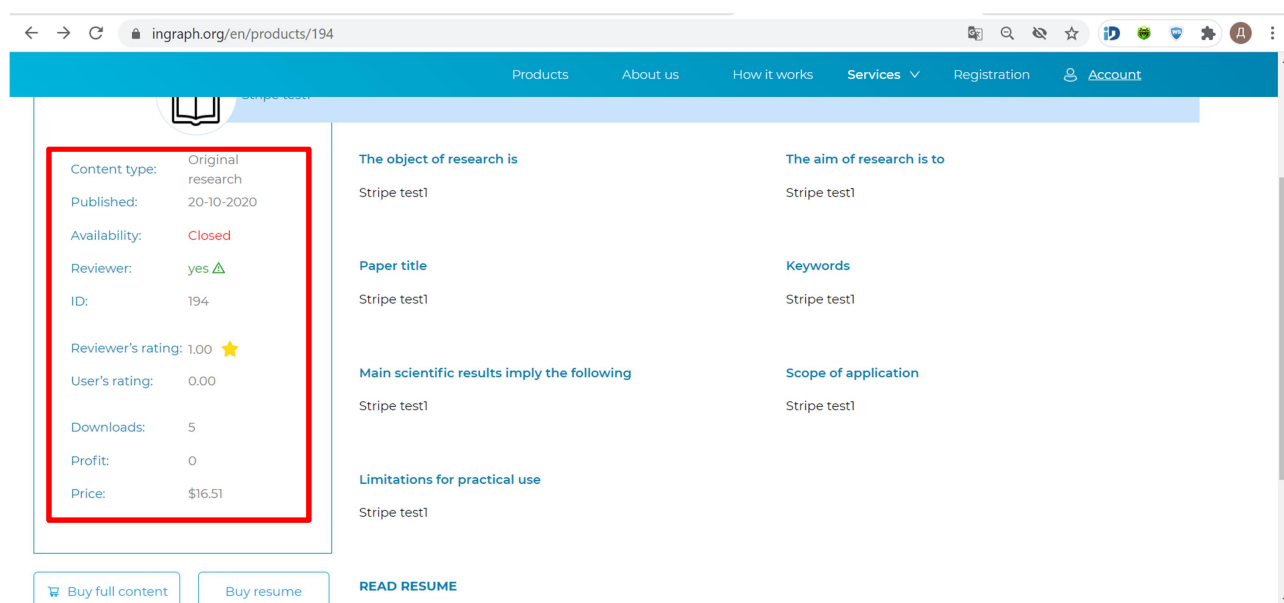 ingraph.org/en/products/194
Products About us How it works Services Registration Account
Stripe test1
Content type: Original research
Published: 20-10-2020
Availability: Closed
Reviewer: yes
ID: 194
Reviewer's rating: 1.00
User's rating: 0.00
Downloads: 5
Profit: 0
Price: $16.51
Buy full content Buy resume
The object of research is
Stripe test1
The aim of research is to
Stripe test1
Paper title
Stripe test1
Keywords
Stripe test1
Main scientific results imply the following
Stripe test1
Scope of application
Stripe test1
Limitations for practical use
Stripe test1
READ RESUME